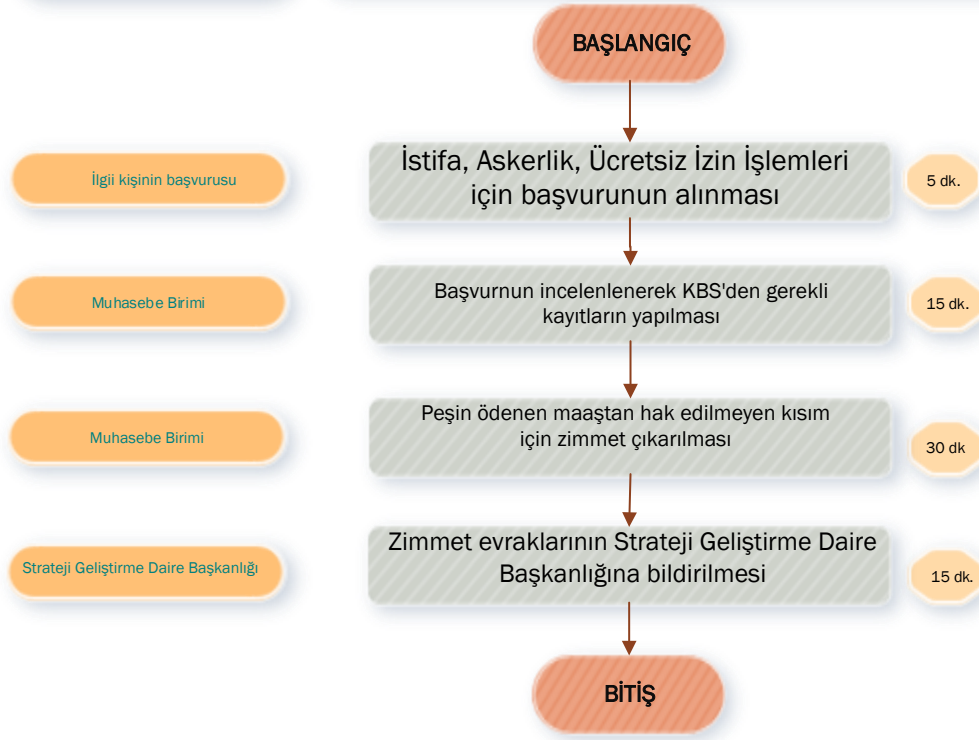 BAŞLANGIÇ
İlgii kişinin başvurusu
İstifa, Askerlik, Ücretsiz İzin İşlemleri
için başvurunun alınması
5 dk.
Muhasebe Birimi
Başvurnun incelenlenerek KBS'den gerekli
kayıtların yapılması
15 dk.
Muhasebe Birimi
Peşin ödenen maaştan hak edilmeyen kısım
için zimmet çıkarılması
30 dk
Strateji Geliştirme Daire Başkanlığı
Zimmet evraklarının Strateji Geliştirme Daire
Başkanlığına bildirilmesi
15 dk.
BİTİŞ